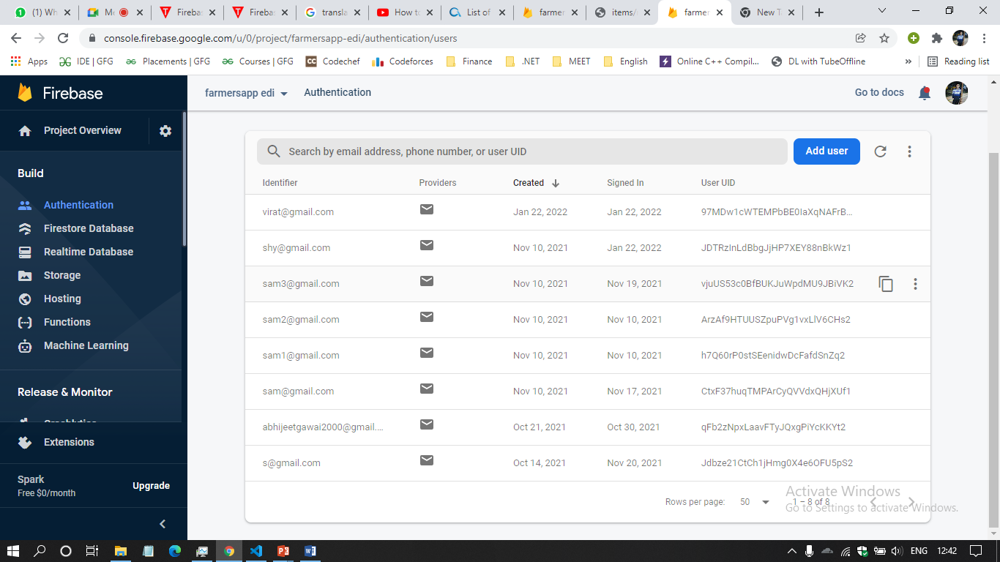 (1) Wh
Me
Firebas
Firebas
transla
How to
List of
farmer
items/
farmer
New T
console.firebase.google.com/u/0/project/farmersapp-edi/authentication/users
Apps IDE | GFG Placements | GFG Courses | GFG Codechef Codeforces Finance .NET MEET English Online C++ Compil... DL with TubeOffline » Reading list
Firebase
farmersapp edi Authentication Go to docs
Project Overview
Build
Authentication
Firestore Database
Realtime Database
Storage
Hosting
Functions
Machine Learning
Release & Monitor
Crashlytics
Extensions
Spark
Free $0/month
Upgrade
Search by email address, phone number, or user UID
Add user
Identifier Providers Created Signed In User UID
virat@gmail.com Jan 22, 2022 Jan 22, 2022 97MDw1cWTEMPbBE0IaXqNAFrB...
shy@gmail.com Nov 10, 2021 Jan 22, 2022 JDTRzInLdBbgJjHP7XEY88nBkWz1
sam3@gmail.com Nov 10, 2021 Nov 19, 2021 vjuUS53c0BfBUKJuWpdMU9JBiVK2
sam2@gmail.com Nov 10, 2021 Nov 10, 2021 ArzAf9HTUUSZpuPVg1vxLlV6CHs2
sam1@gmail.com Nov 10, 2021 Nov 10, 2021 h7Q60rP0stSEenidwDcFafdSnZq2
sam@gmail.com Nov 10, 2021 Nov 17, 2021 CtxF37huqTMPArCyQVVdxQHjXUf1
abhijeetgawai2000@gmail.... Oct 21, 2021 Oct 30, 2021 qFb2zNpxLaavFTyJQxgPiYcKKYt2
s@gmail.com Oct 14, 2021 Nov 20, 2021 Jdbze21CtCh1jHmg0X4e6OFU5pS2
Rows per page: 50 1 – 8 of 8
Activate Windows
Go to Settings to activate Windows.
ENG 12:42